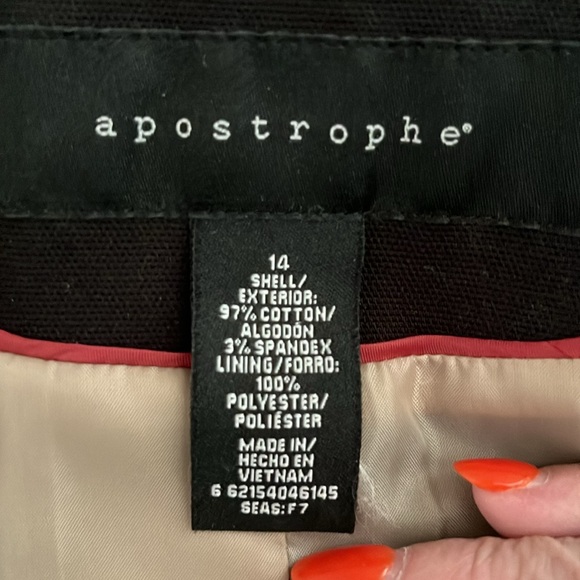 apostrophe®
14
SHELL/
EXTERIOR:
97% COTTON/
ALGODÓN
3% SPANDEX
LINING/FORRO:
100%
POLYESTER/
POLIÉSTER
MADE IN/
HECHO EN
VIETNAM
6 62154046145
SEAS:F7